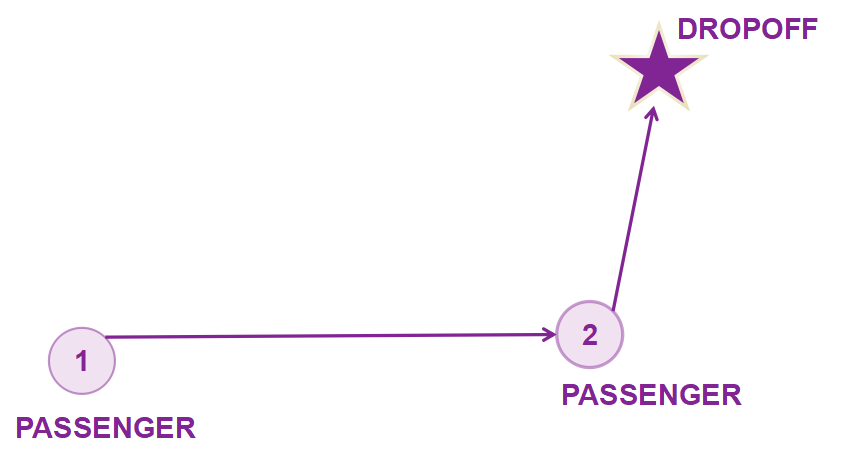 DROPOFF
2
1
PASSENGER
PASSENGER